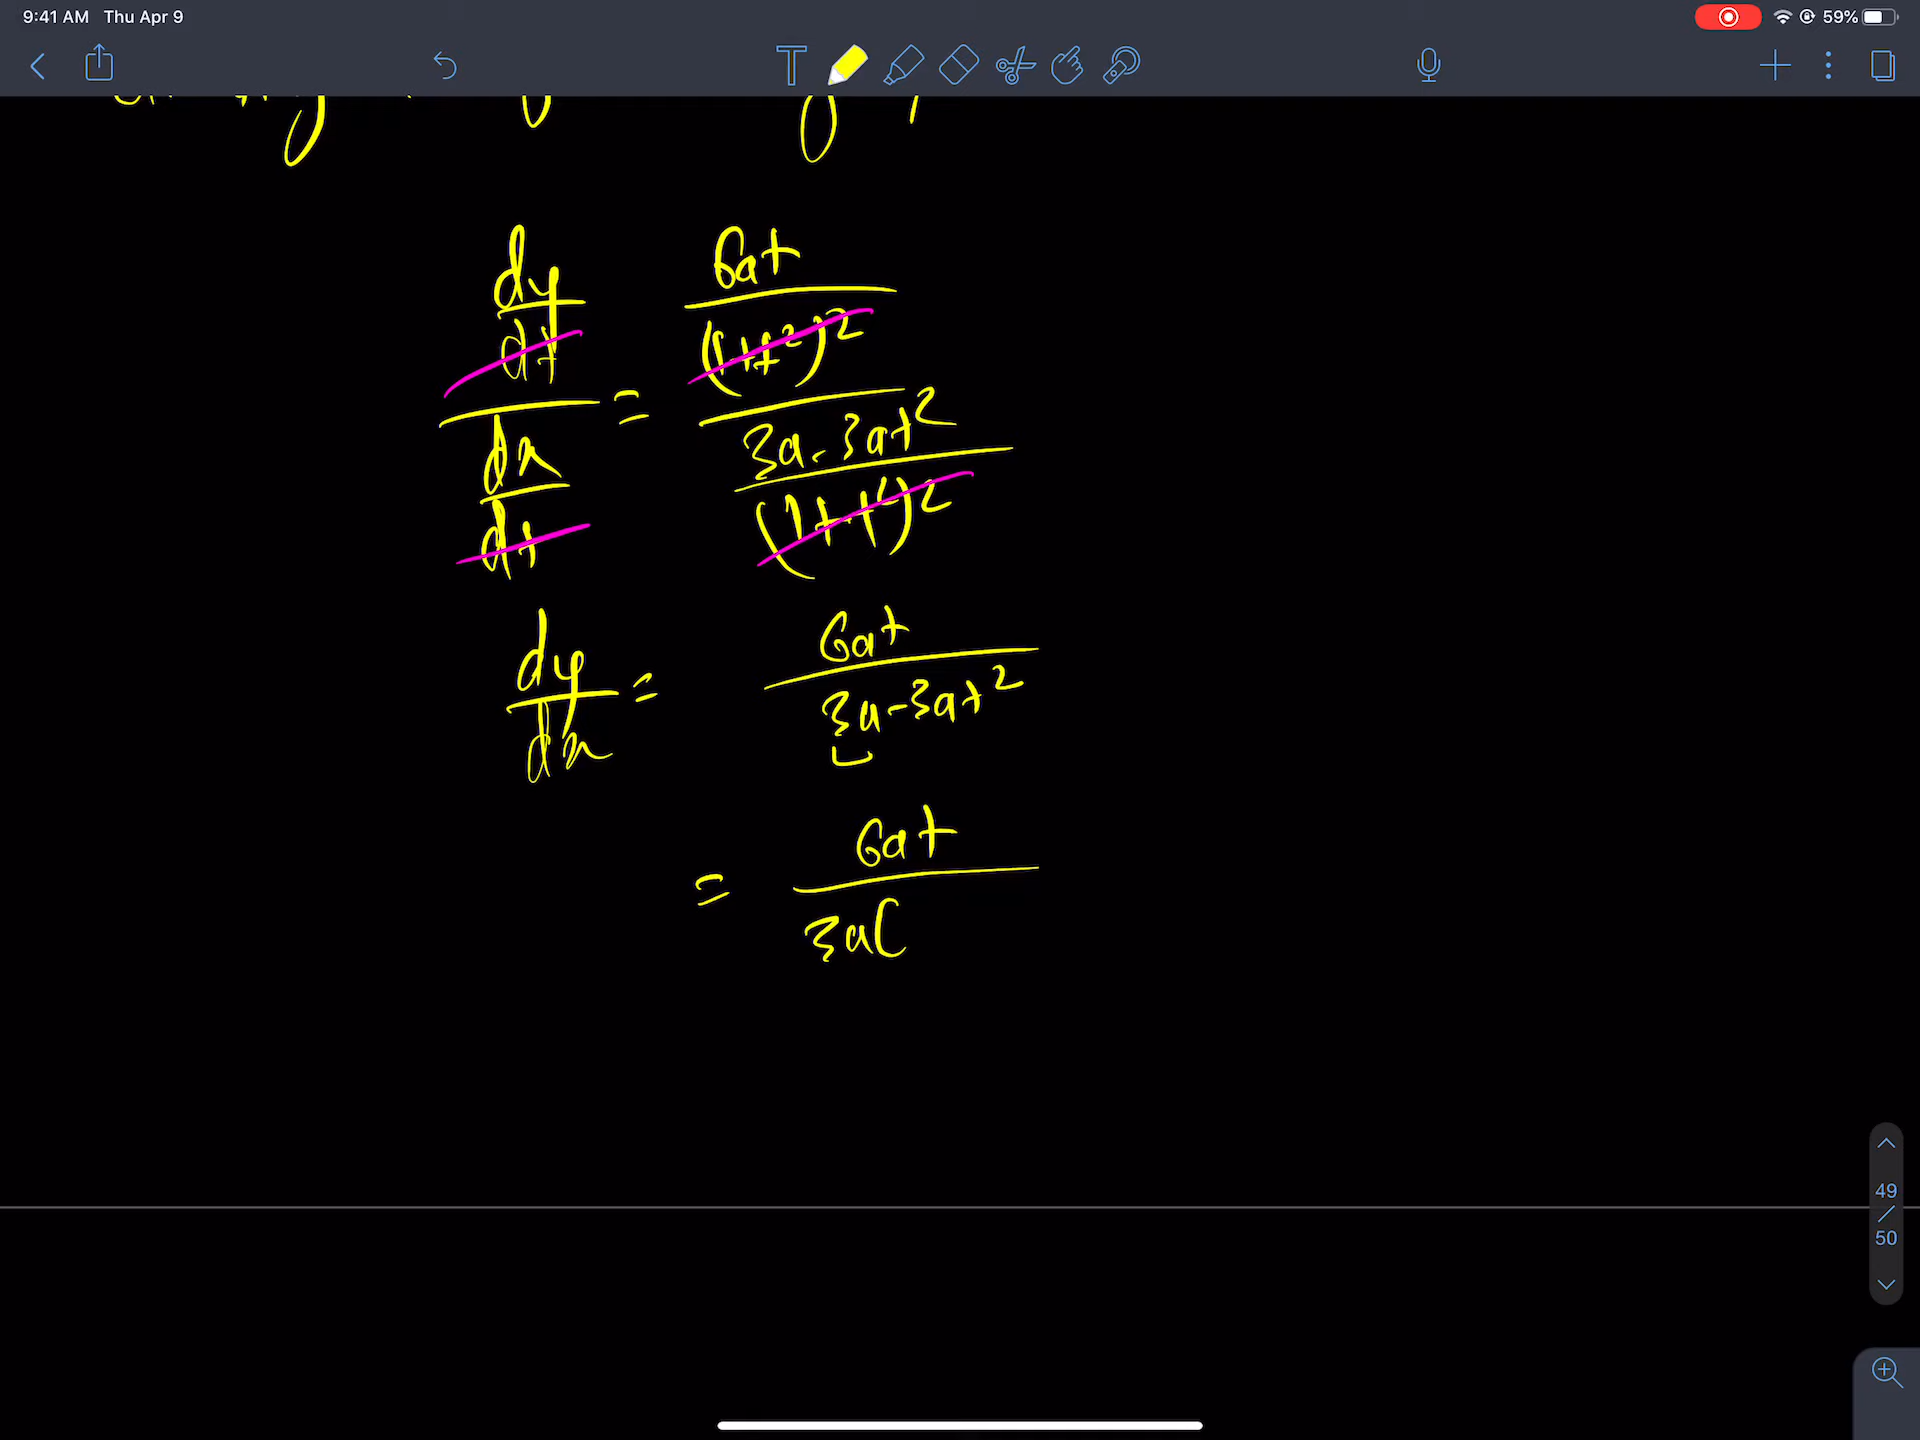 9:41 AM Thu Apr 9 59%
dy/dt / dx/dt = 6at/(1+t²)² / 3a-3at²/(1+t²)²
dy/dx = 6at/3a-3at²
= 6at/3a(
49
/
50